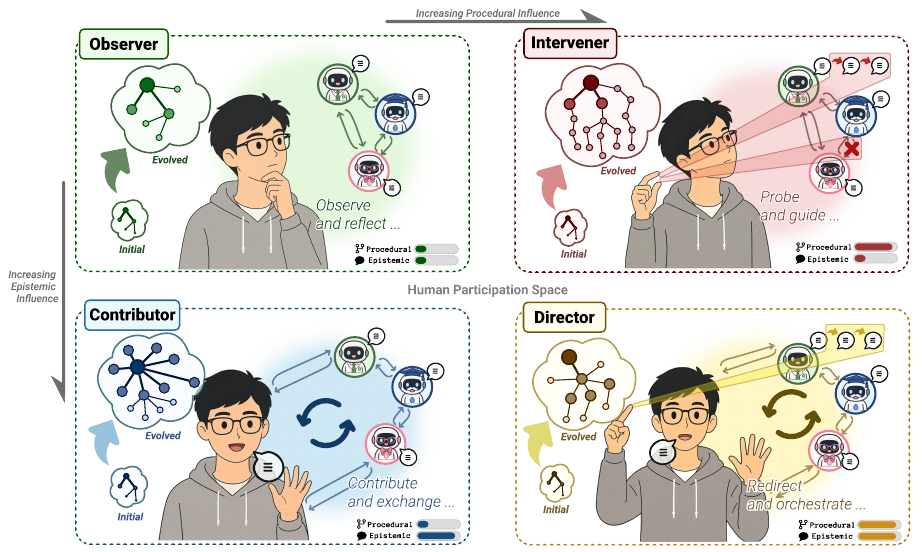 Increasing Procedural Influence
Observer
Evolved
Initial
Observe
and reflect ...
Procedural
Epistemic
Intervener
Evolved
Initial
Probe
and guide ...
Procedural
Epistemic
Increasing
Epistemic
Influence
Human Participation Space
Contributor
Evolved
Initial
Contribute
and exchange ...
Procedural
Epistemic
Director
Evolved
Initial
Redirect
and orchestrate ...
Procedural
Epistemic